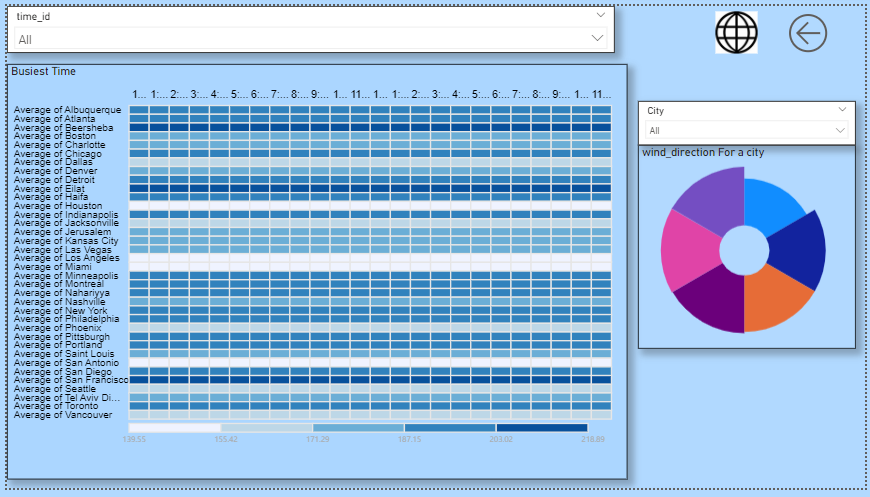 time_id
All
Busiest Time
1... 1:... 2:... 3:... 4:... 5:... 6:... 7:... 8:... 9:... 1... 11... 1... 1:... 2:... 3:... 4:... 5:... 6:... 7:... 8:... 9:... 1... 11...
Average of Albuquerque
Average of Atlanta
Average of Beersheba
Average of Boston
Average of Charlotte
Average of Chicago
Average of Dallas
Average of Denver
Average of Detroit
Average of Eilat
Average of Haifa
Average of Houston
Average of Indianapolis
Average of Jacksonville
Average of Jerusalem
Average of Kansas City
Average of Las Vegas
Average of Los Angeles
Average of Miami
Average of Minneapolis
Average of Montreal
Average of Nahariyya
Average of Nashville
Average of New York
Average of Philadelphia
Average of Phoenix
Average of Pittsburgh
Average of Portland
Average of Saint Louis
Average of San Antonio
Average of San Diego
Average of San Francisco
Average of Seattle
Average of Tel Aviv Di...
Average of Toronto
Average of Vancouver
139.55 155.42 171.29 187.15 203.02 218.89
City
All
wind_direction For a city